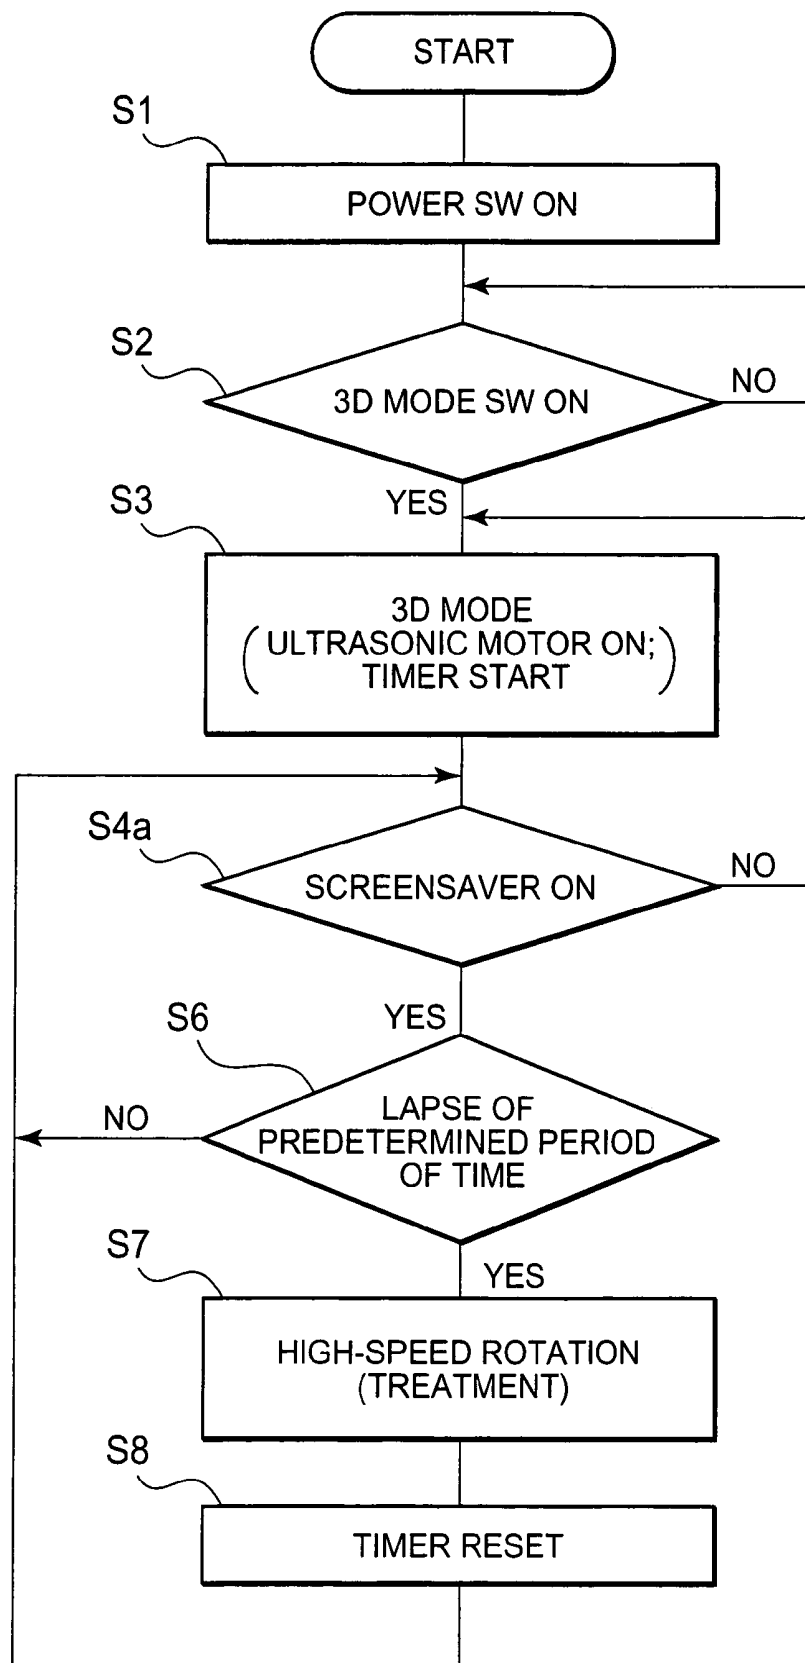 START
S1
POWER SW ON
S2
3D MODE SW ON
NO
YES
S3
3D MODE
(ULTRASONIC MOTOR ON;
TIMER START)
S4a
SCREENSAVER ON
NO
YES
S6
LAPSE OF
PREDETERMINED PERIOD
OF TIME
NO
YES
S7
HIGH-SPEED ROTATION
(TREATMENT)
S8
TIMER RESET